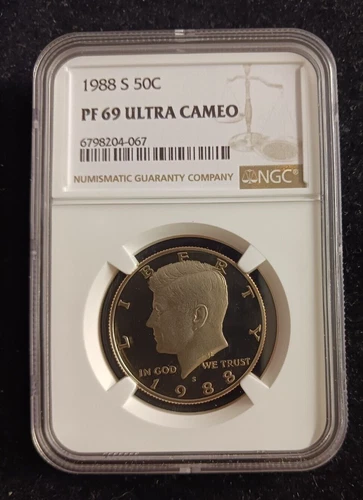 1988 S 50C
PF 69 ULTRA CAMEO
6798204-067
NUMISMATIC GUARANTY COMPANY
NGC®
LIBERTY
IN GOD WE TRUST
S
1988